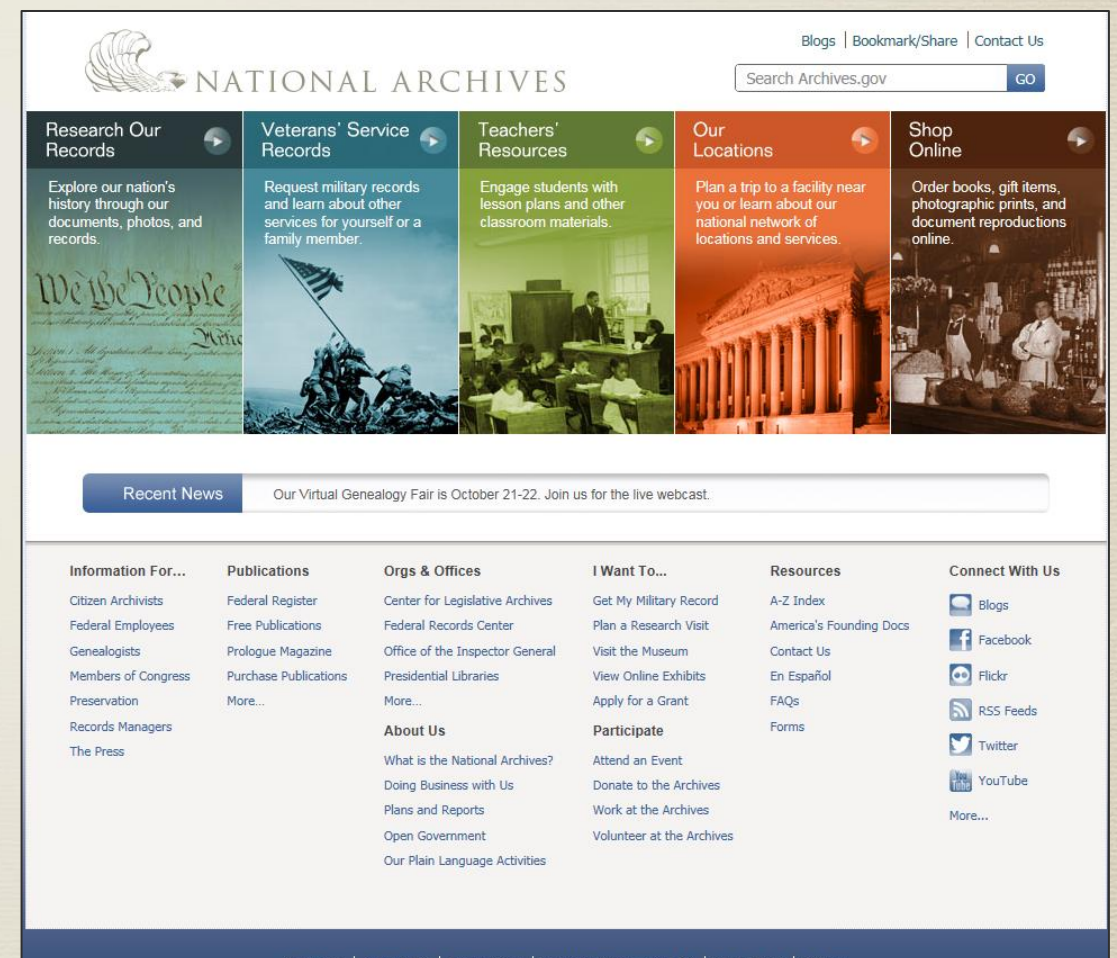 Blogs | Bookmark/Share | Contact Us
NATIONAL ARCHIVES
Search Archives.gov
GO
Research Our
Records
Explore our nation's
history through our
documents, photos, and
records.
We the People
Veterans' Service
Records
Request military records
and learn about other
services for yourself or a
family member.
Teachers'
Resources
Engage students with
lesson plans and other
classroom materials.
Our
Locations
Plan a trip to a facility near
you or learn about our
national network of
locations and services.
Shop
Online
Order books, gift items,
photographic prints, and
document reproductions
online.
Recent News
Our Virtual Genealogy Fair is October 21-22. Join us for the live webcast.
Information For...
Citizen Archivists
Federal Employees
Genealogists
Members of Congress
Preservation
Records Managers
The Press
Publications
Federal Register
Free Publications
Prologue Magazine
Purchase Publications
More...
Orgs & Offices
Center for Legislative Archives
Federal Records Center
Office of the Inspector General
Presidential Libraries
More...
About Us
What is the National Archives?
Doing Business with Us
Plans and Reports
Open Government
Our Plain Language Activities
I Want To...
Get My Military Record
Plan a Research Visit
Visit the Museum
View Online Exhibits
Apply for a Grant
Participate
Attend an Event
Donate to the Archives
Work at the Archives
Volunteer at the Archives
Resources
A-Z Index
America's Founding Docs
Contact Us
En Español
FAQs
Forms
Connect With Us
Blogs
Facebook
Flickr
RSS Feeds
Twitter
You
Tube
YouTube
More...